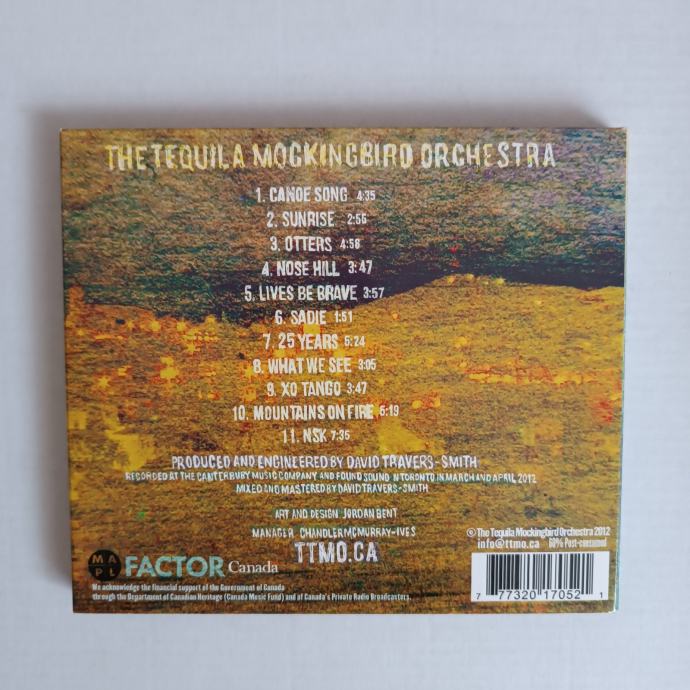 THE TEQUILA MOCKINGBIRD ORCHESTRA
1. CANOE SONG 4:35
2. SUNRISE 2:56
3. OTTERS 4:58
4. NOSE HILL 3:47
5. LIVES BE BRAVE 3:57
6. SADIE 1:51
7. 25 YEARS 5:24
8. WHAT WE SEE 3:05
9. XO TANGO 3:47
10. MOUNTAINS ON FIRE 5:19
11. NSK 7:35
PRODUCED AND ENGINEERED BY DAVID TRAVERS-SMITH
RECORDED AT THE CANTERBURY MUSIC COMPANY AND FOUND SOUND IN TORONTO IN MARCH AND APRIL 2012
MIXED AND MASTERED BY DAVID TRAVERS-SMITH
ART AND DESIGN JORDAN BENT
MANAGER CHANDLER MCMURRAY-IVES
TTMO.CA
© The Tequila Mockingbird Orchestra 2012
info@ttmo.ca 80% Post-consumed
MAPL
FACTOR Canada
We acknowledge the financial support of the Government of Canada
through the Department of Canadian Heritage (Canada Music Fund) and of Canada's Private Radio Broadcasters.
7 77320 17052 1